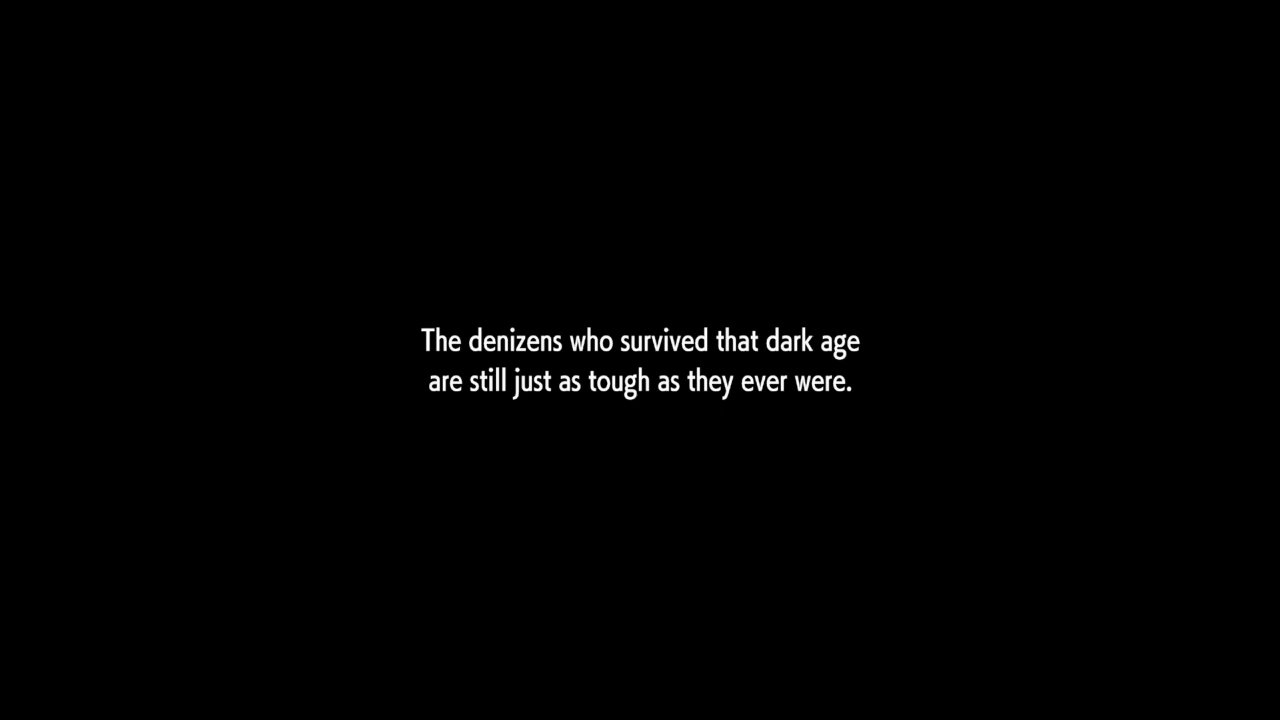 The denizens who survived that dark age
are still just as tough as they ever were.